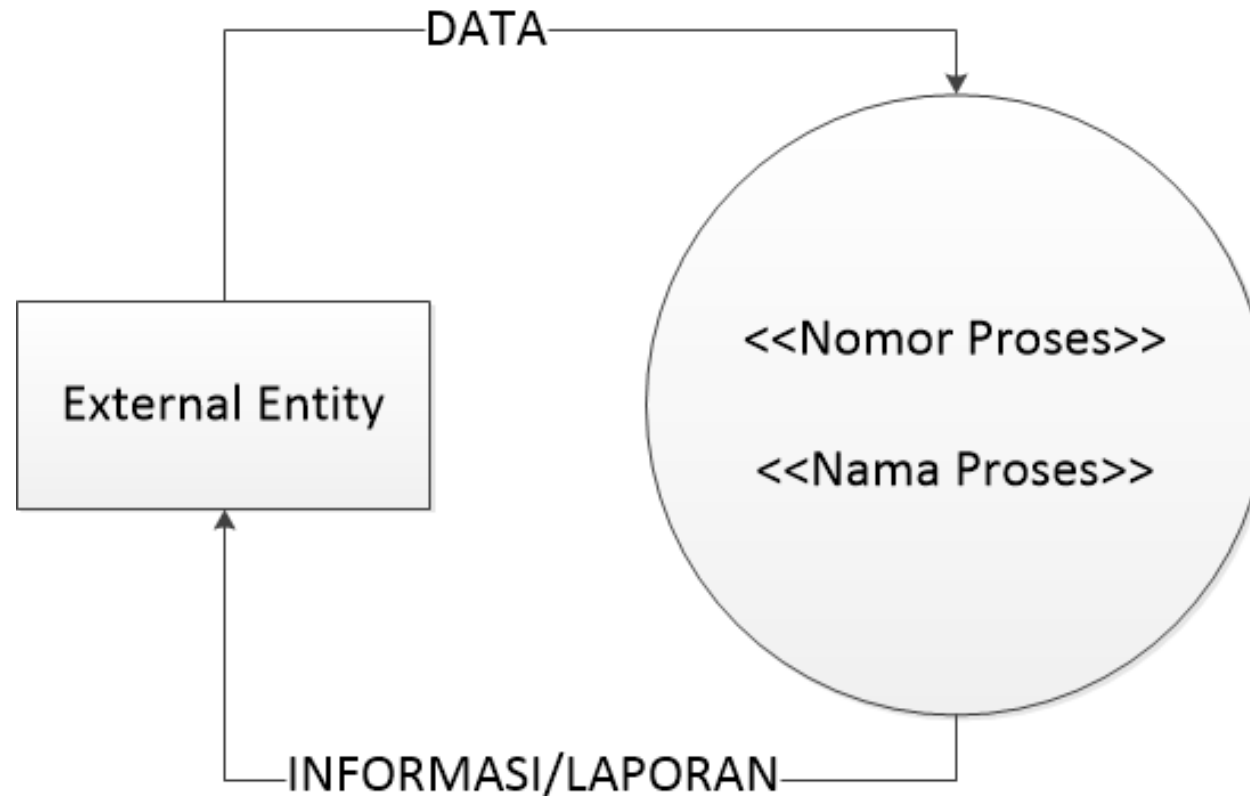 DATA
External Entity
<<Nomor Proses>>
<<Nama Proses>>
INFORMASI/LAPORAN